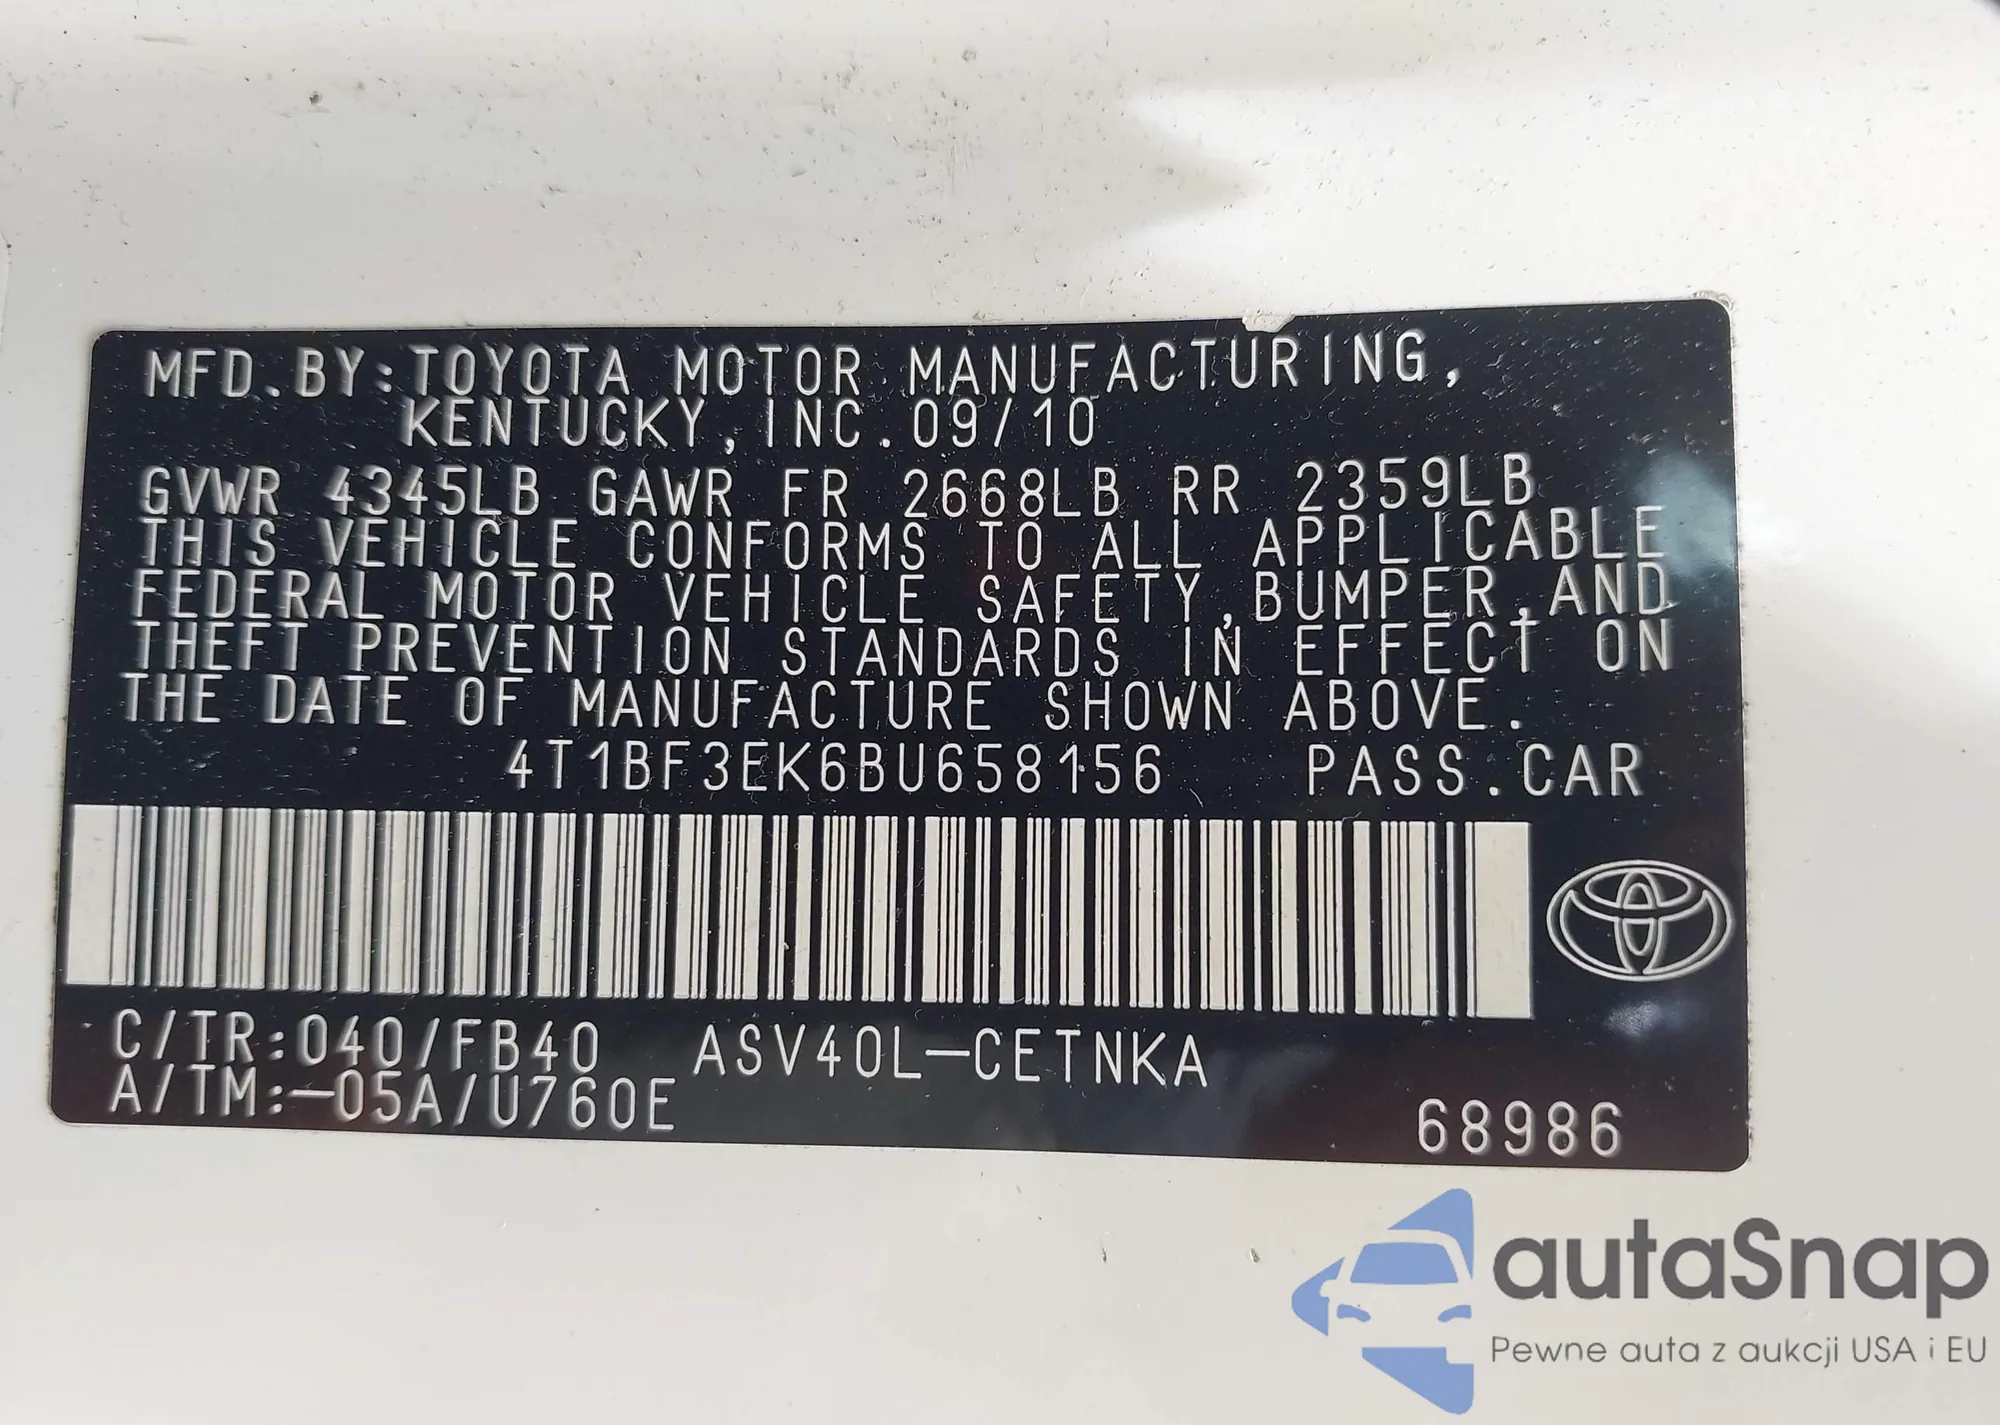 MFD.BY:TOYOTA MOTOR MANUFACTURING,
KENTUCKY,INC.09/10
GVWR 4345LB GAWR FR 2668LB RR 2359LB
THIS VEHICLE CONFORMS TO ALL APPLICABLE
FEDERAL MOTOR VEHICLE SAFETY,BUMPER,AND
THEFT PREVENTION STANDARDS IN EFFECT ON
THE DATE OF MANUFACTURE SHOWN ABOVE.
4T1BF3EK6BU658156 PASS.CAR
C/TR:040/FB40 ASV40L-CETNKA
A/TM:-05A/U760E
68986
autaSnap
Pewne auta z aukcji USA i EU